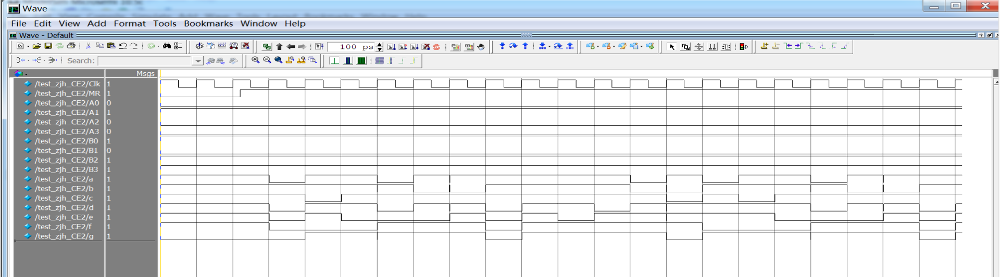 Wave
File Edit View Add Format Tools Bookmarks Window Help
Wave - Default
100 ps
Search:
Msgs
/test_zjh_CE2/Clk 1
/test_zjh_CE2/MR 1
/test_zjh_CE2/A0 0
/test_zjh_CE2/A1 1
/test_zjh_CE2/A2 0
/test_zjh_CE2/A3 0
/test_zjh_CE2/B0 1
/test_zjh_CE2/B1 0
/test_zjh_CE2/B2 1
/test_zjh_CE2/B3 1
/test_zjh_CE2/a 1
/test_zjh_CE2/b 1
/test_zjh_CE2/c 1
/test_zjh_CE2/d 1
/test_zjh_CE2/e 1
/test_zjh_CE2/f 1
/test_zjh_CE2/g 1